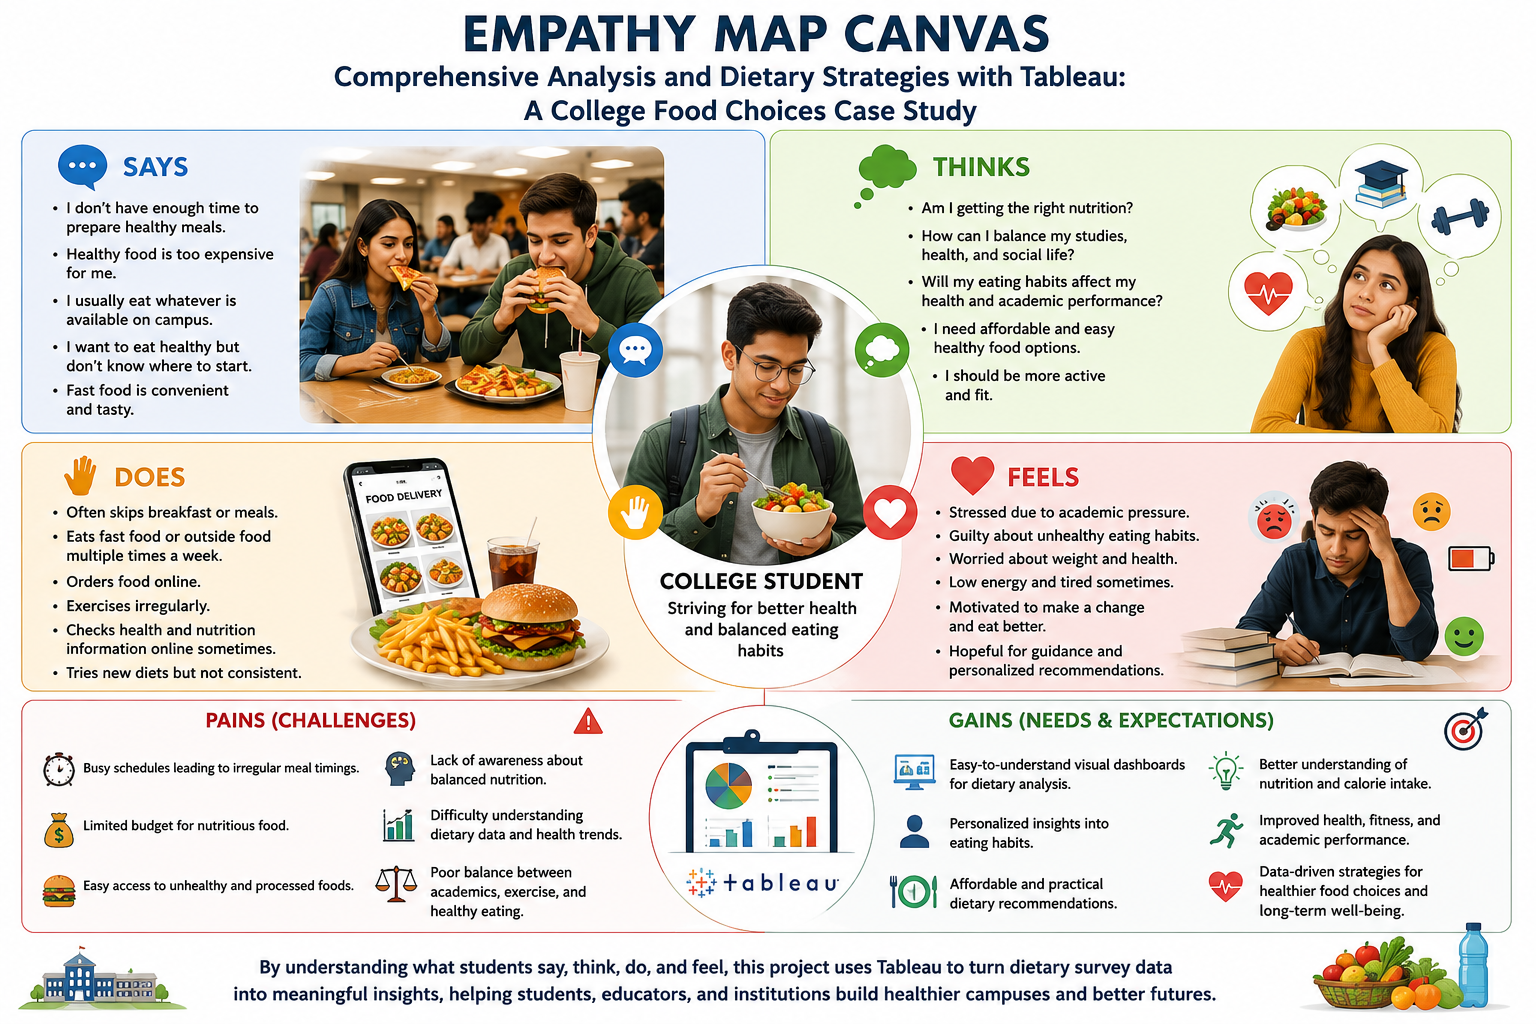 EMPATHY MAP CANVAS
Comprehensive Analysis and Dietary Strategies with Tableau:
A College Food Choices Case Study
SAYS
• I don't have enough time to
prepare healthy meals.
• Healthy food is too expensive
for me.
• I usually eat whatever is
available on campus.
• I want to eat healthy but
don't know where to start.
• Fast food is convenient
and tasty.
THINKS
• Am I getting the right nutrition?
• How can I balance my studies,
health, and social life?
• Will my eating habits affect my
health and academic performance?
• I need affordable and easy
healthy food options.
• I should be more active
and fit.
DOES
• Often skips breakfast or meals.
• Eats fast food or outside food
multiple times a week.
• Orders food online.
• Exercises irregularly.
• Checks health and nutrition
information online sometimes.
• Tries new diets but not consistent.
FOOD DELIVERY
COLLEGE STUDENT
Striving for better health
and balanced eating
habits
FEELS
• Stressed due to academic pressure.
• Guilty about unhealthy eating habits.
• Worried about weight and health.
• Low energy and tired sometimes.
• Motivated to make a change
and eat better.
• Hopeful for guidance and
personalized recommendations.
PAINS (CHALLENGES)
Busy schedules leading to irregular meal timings.
Limited budget for nutritious food.
Easy access to unhealthy and processed foods.
Lack of awareness about
balanced nutrition.
Difficulty understanding
dietary data and health trends.
Poor balance between
academics, exercise, and
healthy eating.
tableau
GAINS (NEEDS & EXPECTATIONS)
Easy-to-understand visual dashboards
for dietary analysis.
Personalized insights into
eating habits.
Affordable and practical
dietary recommendations.
Better understanding of
nutrition and calorie intake.
Improved health, fitness, and
academic performance.
Data-driven strategies for
healthier food choices and
long-term well-being.
By understanding what students say, think, do, and feel, this project uses Tableau to turn dietary survey data
into meaningful insights, helping students, educators, and institutions build healthier campuses and better futures.